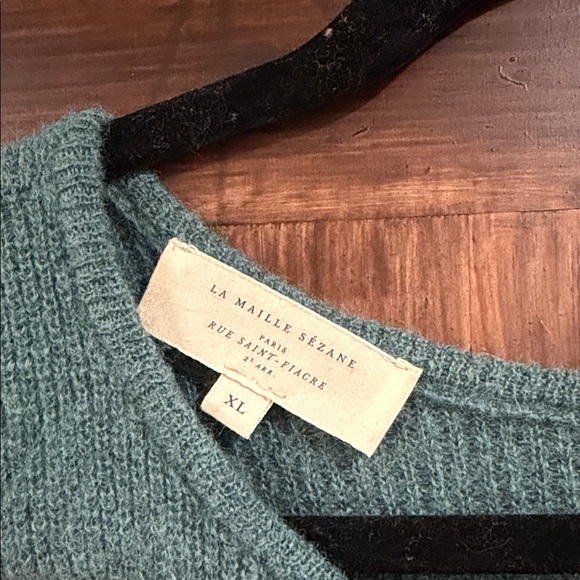 LA MAILLE SÉZANE
PARIS
RUE SAINT-FIACRE
2e ARR.
XL